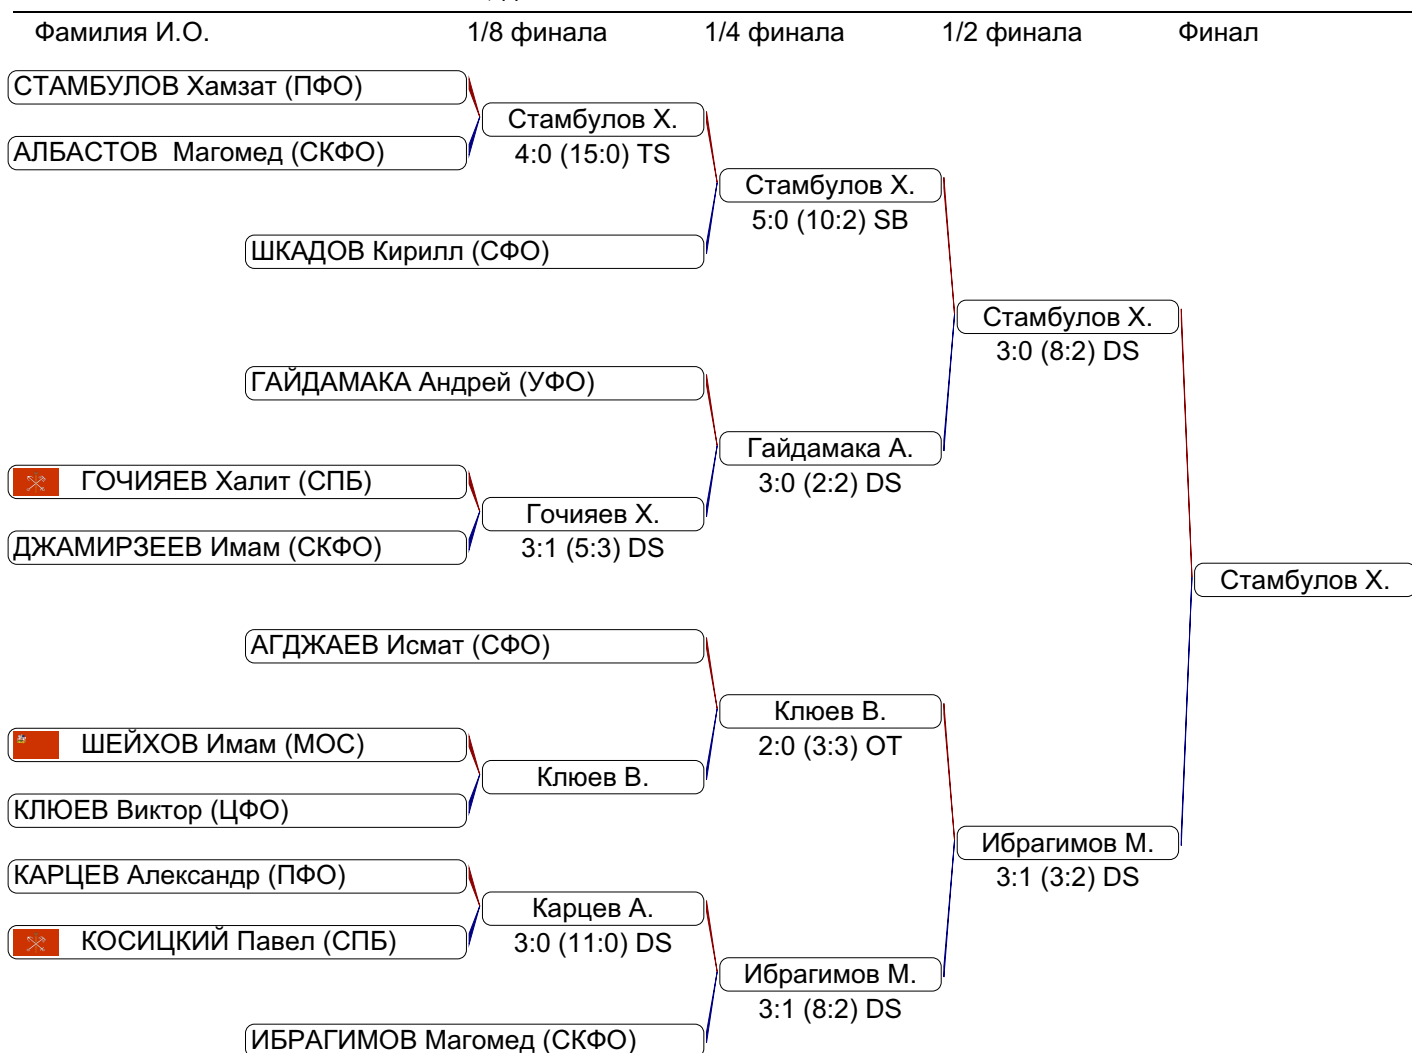 Фамилия И.О. 1/8 финала 1/4 финала 1/2 финала Финал
СТАМБУЛОВ Хамзат (ПФО)
Стамбулов Х.
АЛБАСТОВ Магомед (СКФО) 4:0 (15:0) TS
Стамбулов Х.
5:0 (10:2) SB
ШКАДОВ Кирилл (СФО)
Стамбулов Х.
3:0 (8:2) DS
ГАЙДАМАКА Андрей (УФО)
Гайдамака А.
ГОЧИЯЕВ Халит (СПБ) 3:0 (2:2) DS
Гочияев Х.
ДЖАМИРЗЕЕВ Имам (СКФО) 3:1 (5:3) DS
Стамбулов Х.
АГДЖАЕВ Исмат (СФО)
Клюев В.
ШЕЙХОВ Имам (МОС) 2:0 (3:3) OT
Клюев В.
КЛЮЕВ Виктор (ЦФО)
Ибрагимов М.
КАРЦЕВ Александр (ПФО) 3:1 (3:2) DS
Карцев А.
КОСИЦКИЙ Павел (СПБ) 3:0 (11:0) DS
Ибрагимов М.
3:1 (8:2) DS
ИБРАГИМОВ Магомед (СКФО)